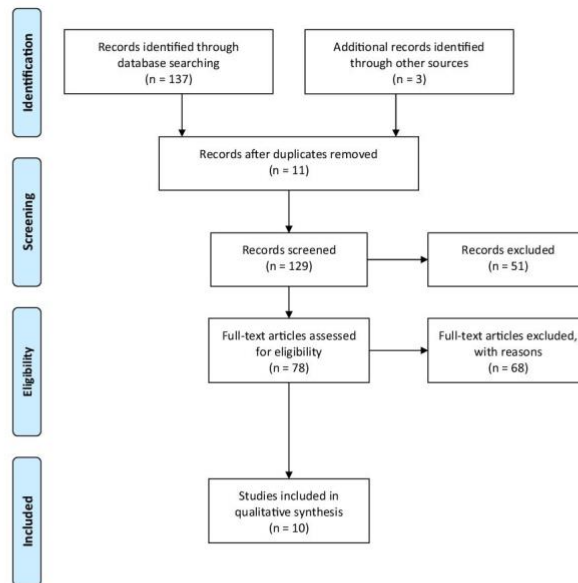 Identification
Records identified through
database searching
(n = 137)
Additional records identified
through other sources
(n = 3)
Records after duplicates removed
(n = 11)
Screening
Records screened
(n = 129)
Records excluded
(n = 51)
Eligibility
Full-text articles assessed
for eligibility
(n = 78)
Full-text articles excluded,
with reasons
(n = 68)
Included
Studies included in
qualitative synthesis
(n = 10)